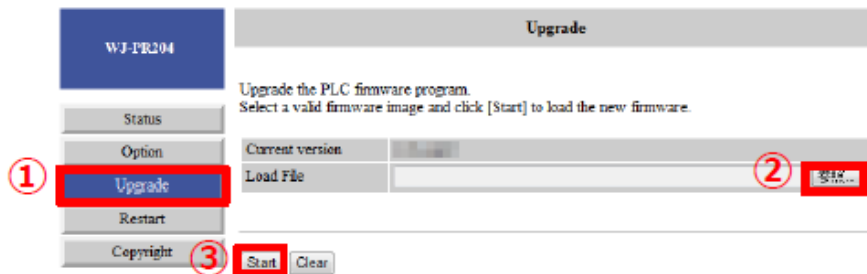 WJ-PR204
Upgrade
Upgrade the PLC firmware program.
Select a valid firmware image and click [Start] to load the new firmware.
Status
Option
Upgrade
Restart
Copyright
Current version
Load File
①
②
③
Start
Clear